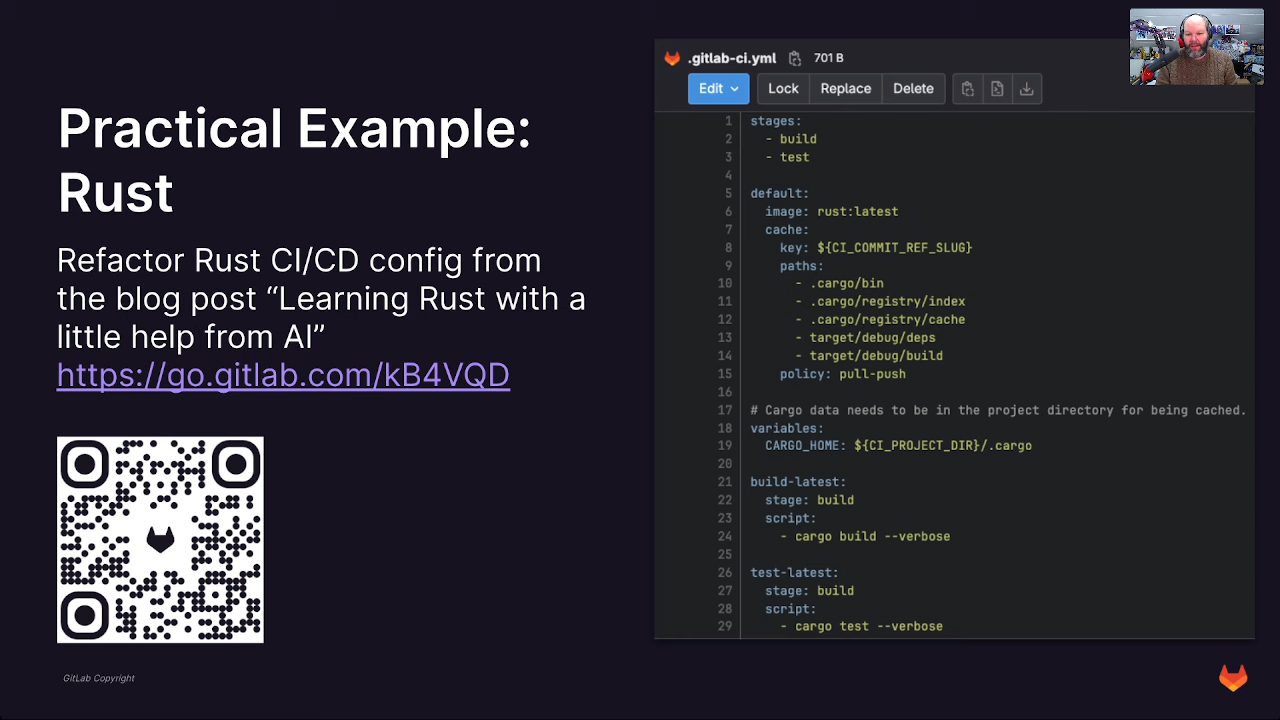 Practical Example:
Rust
Refactor Rust CI/CD config from
the blog post “Learning Rust with a
little help from AI”
https://go.gitlab.com/kB4VQD
GitLab Copyright
.gitlab-ci.yml 701 B
Edit Lock Replace Delete
1 stages:
2   - build
3   - test
4
5 default:
6   image: rust:latest
7   cache:
8     key: ${CI_COMMIT_REF_SLUG}
9     paths:
10       - .cargo/bin
11       - .cargo/registry/index
12       - .cargo/registry/cache
13       - target/debug/deps
14       - target/debug/build
15     policy: pull-push
16
17 # Cargo data needs to be in the project directory for being cached.
18 variables:
19   CARGO_HOME: ${CI_PROJECT_DIR}/.cargo
20
21 build-latest:
22   stage: build
23   script:
24     - cargo build --verbose
25
26 test-latest:
27   stage: build
28   script:
29     - cargo test --verbose